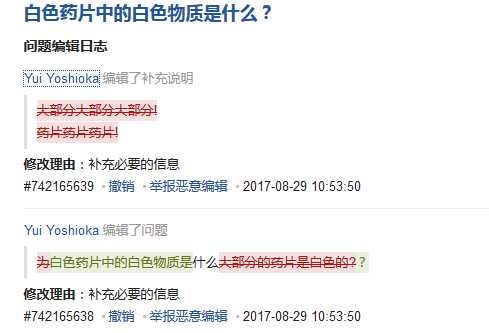 白色药片中的白色物质是什么？
问题编辑日志
Yui Yoshioka 编辑了补充说明
大部分大部分大部分!
药片药片药片!
修改理由：补充必要的信息
#742165639 • 撤销 • 举报恶意编辑 • 2017-08-29 10:53:50
Yui Yoshioka 编辑了问题
为白色药片中的白色物质是什么大部分的药片是白色的?？
修改理由：补充必要的信息
#742165638 • 撤销 • 举报恶意编辑 • 2017-08-29 10:53:50